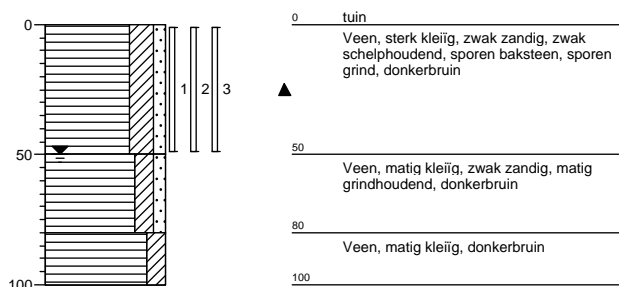 0
50
100
1 2 3
0 tuin
Veen, sterk kleiïg, zwak zandig, zwak
schelphoudend, sporen baksteen, sporen
grind, donkerbruin
50
Veen, matig kleiïg, zwak zandig, matig
grindhoudend, donkerbruin
80
Veen, matig kleiïg, donkerbruin
100